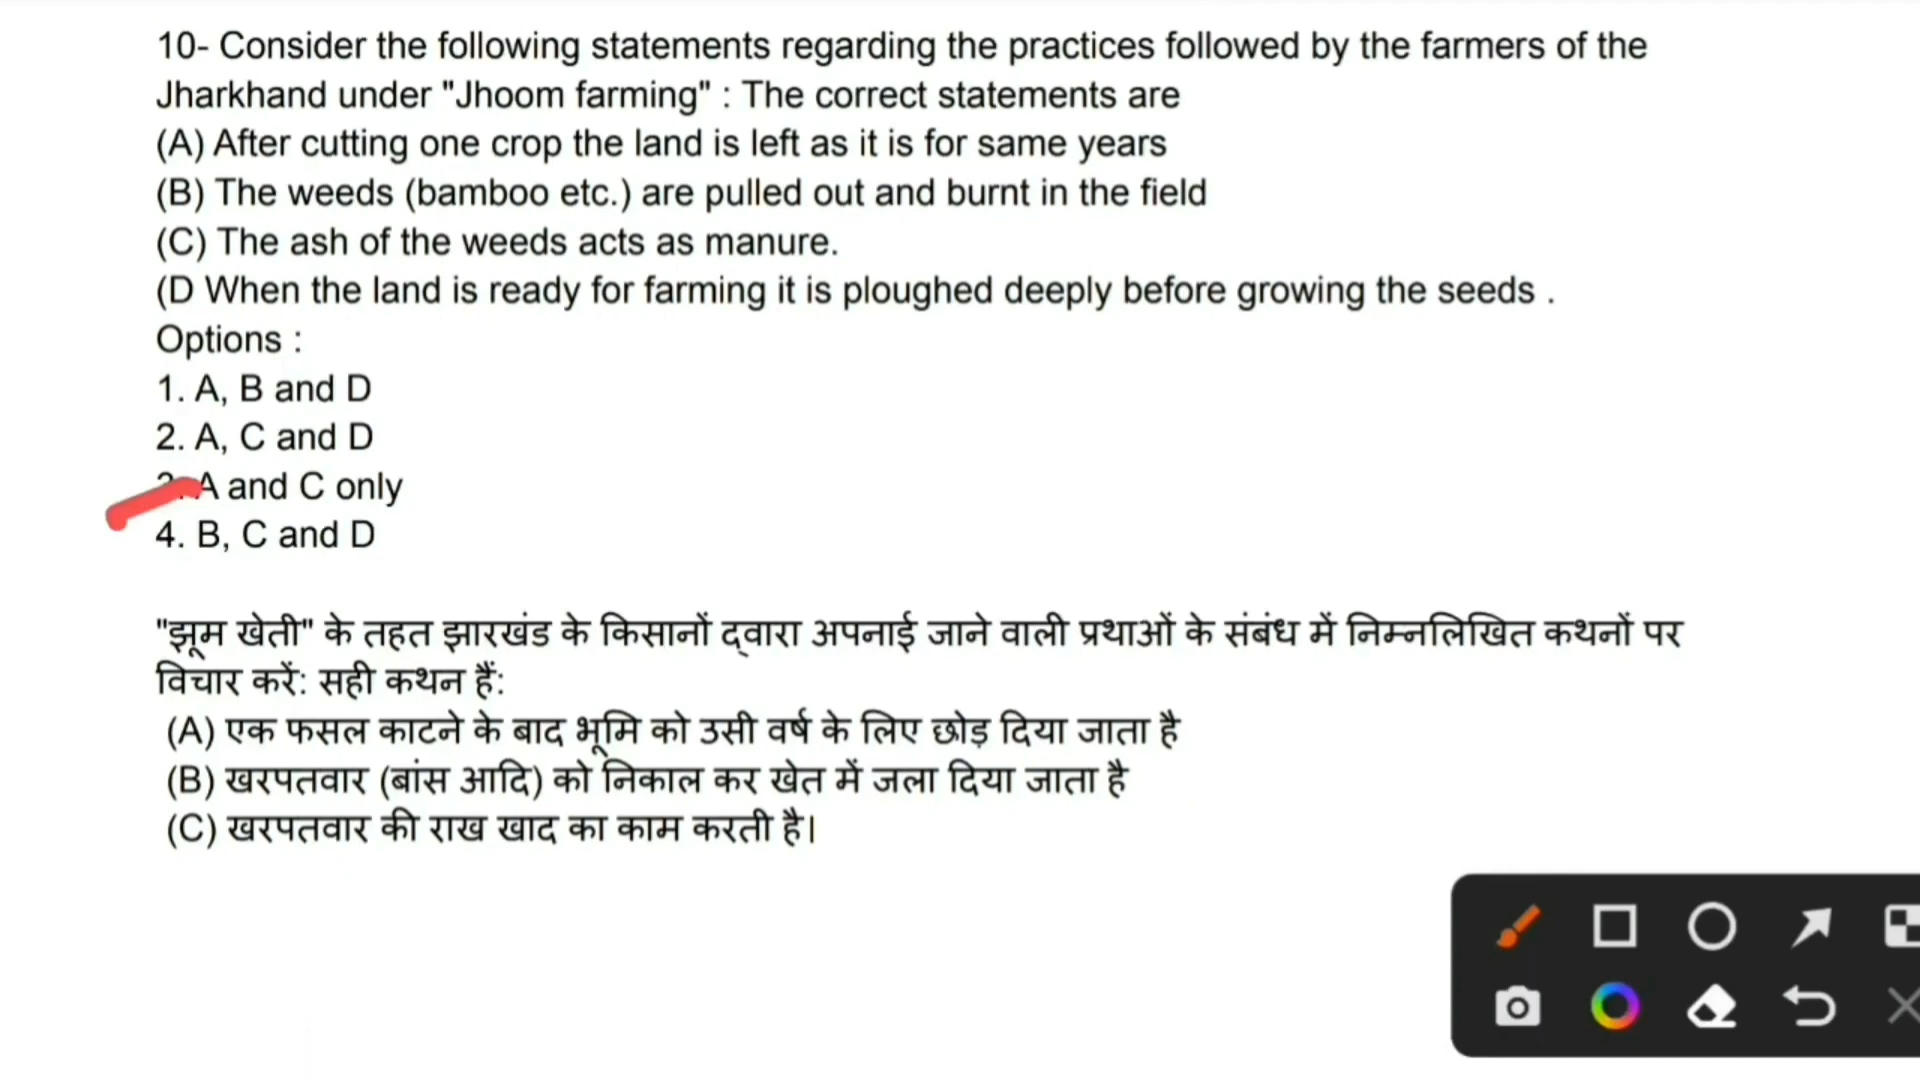 10- Consider the following statements regarding the practices followed by the farmers of the
Jharkhand under "Jhoom farming" : The correct statements are
(A) After cutting one crop the land is left as it is for same years
(B) The weeds (bamboo etc.) are pulled out and burnt in the field
(C) The ash of the weeds acts as manure.
(D When the land is ready for farming it is ploughed deeply before growing the seeds .
Options :
1. A, B and D
2. A, C and D
3. A and C only
4. B, C and D
"झूम खेती" के तहत झारखंड के किसानों द्वारा अपनाई जाने वाली प्रथाओं के संबंध में निम्नलिखित कथनों पर
विचार करें: सही कथन हैं:
(A) एक फसल काटने के बाद भूमि को उसी वर्ष के लिए छोड़ दिया जाता है
(B) खरपतवार (बांस आदि) को निकाल कर खेत में जला दिया जाता है
(C) खरपतवार की राख खाद का काम करती है।